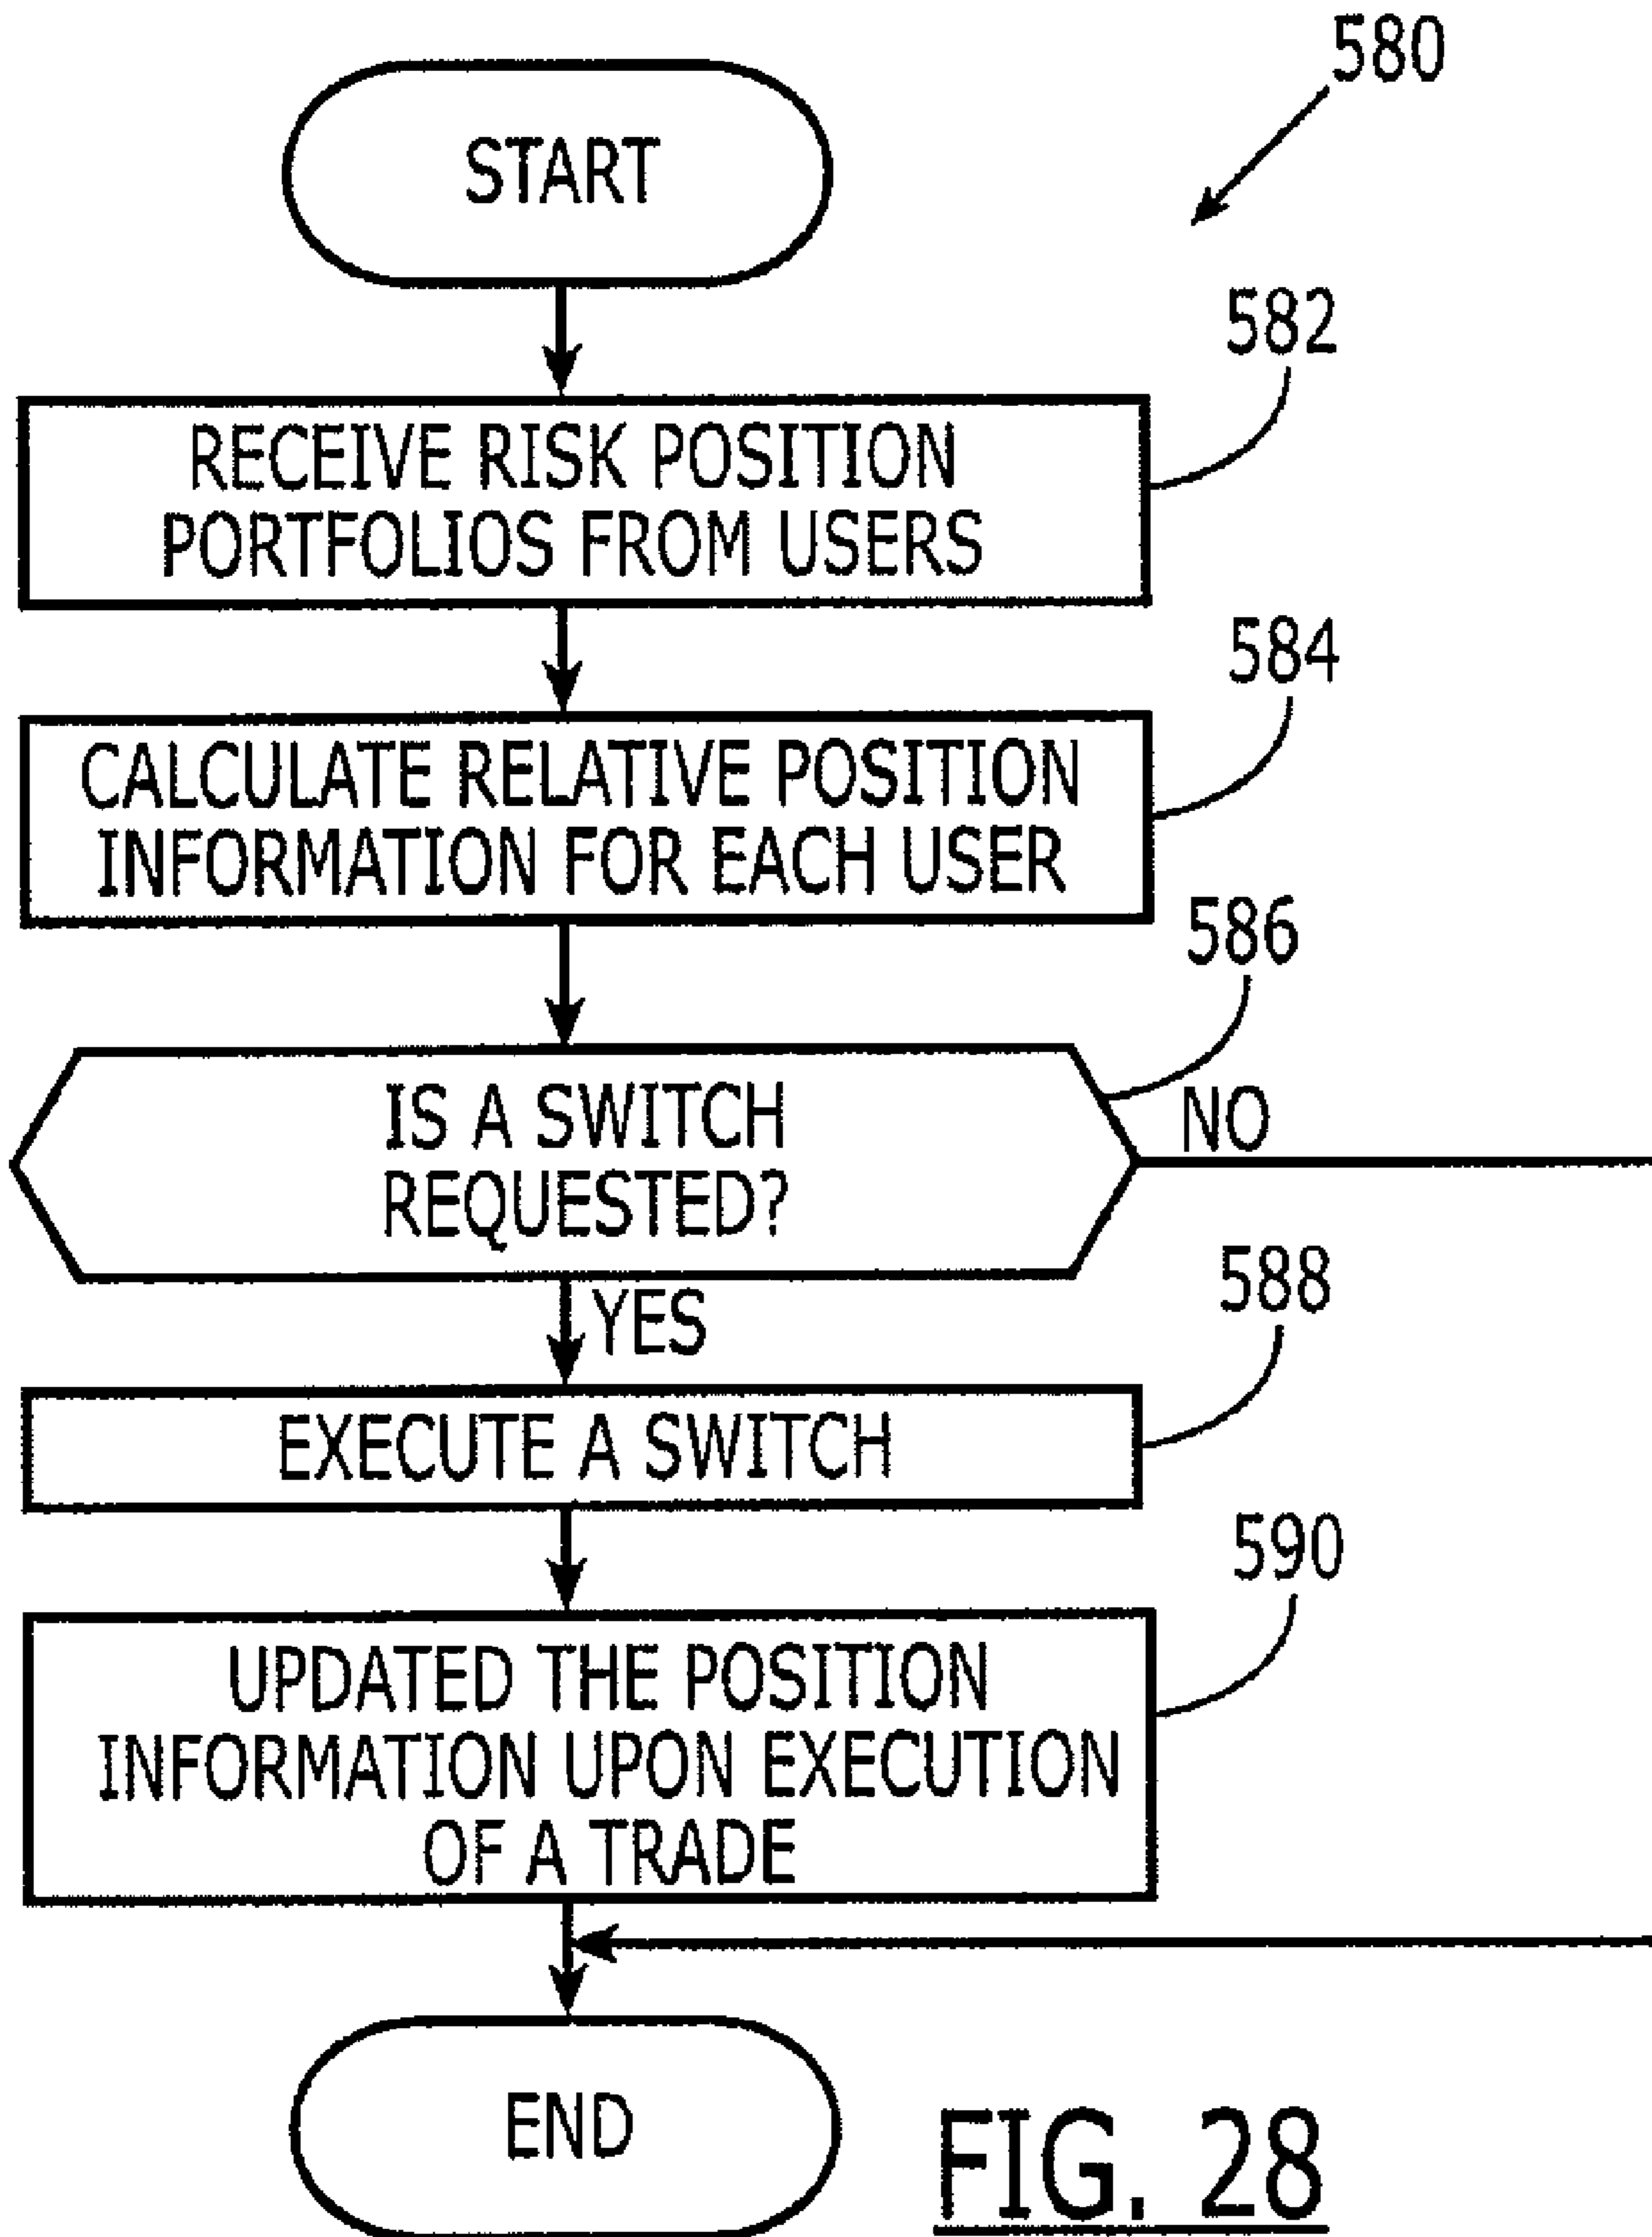 580
START
582
RECEIVE RISK POSITION
PORTFOLIOS FROM USERS
584
CALCULATE RELATIVE POSITION
INFORMATION FOR EACH USER
586
IS A SWITCH
REQUESTED?
NO
YES
588
EXECUTE A SWITCH
590
UPDATED THE POSITION
INFORMATION UPON EXECUTION
OF A TRADE
END
FIG. 28